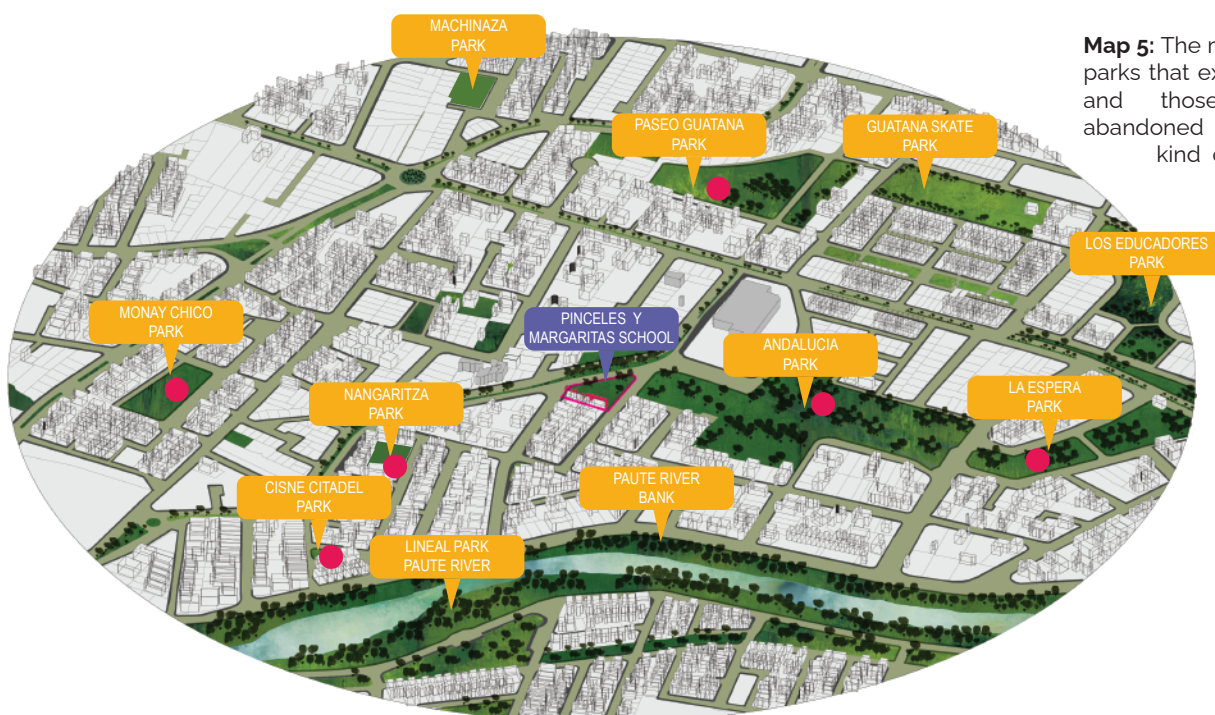 MACHINAZA
PARK
Map 5: The
parks that
and those
abandoned
kind
PASEO GUATANA
PARK
GUATANA SKATE
PARK
LOS EDUCADORES
PARK
MONAY CHICO
PARK
PINCELES Y
MARGARITAS SCHOOL
ANDALUCIA
PARK
NANGARITZA
PARK
LA ESPERA
PARK
CISNE CITADEL
PARK
PAUTE RIVER
BANK
LINEAL PARK
PAUTE RIVER